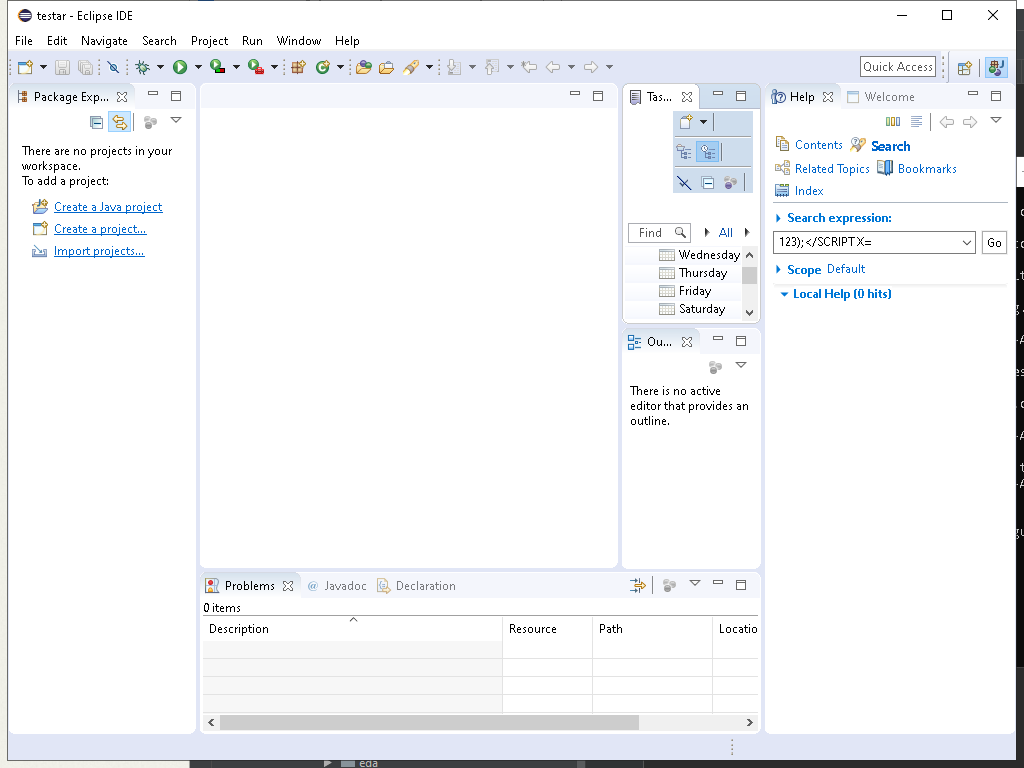 testar - Eclipse IDE
File Edit Navigate Search Project Run Window Help
Quick Access
Package Exp...
There are no projects in your
workspace.
To add a project:
Create a Java project
Create a project...
Import projects...
Tas...
Find
All
Wednesday
Thursday
Friday
Saturday
Ou...
There is no active
editor that provides an
outline.
Help Welcome
Contents Search
Related Topics Bookmarks
Index
Search expression:
123);</SCRIPT X=
Go
Scope Default
Local Help (0 hits)
Problems @ Javadoc Declaration
0 items
Description Resource Path Locatio
eda